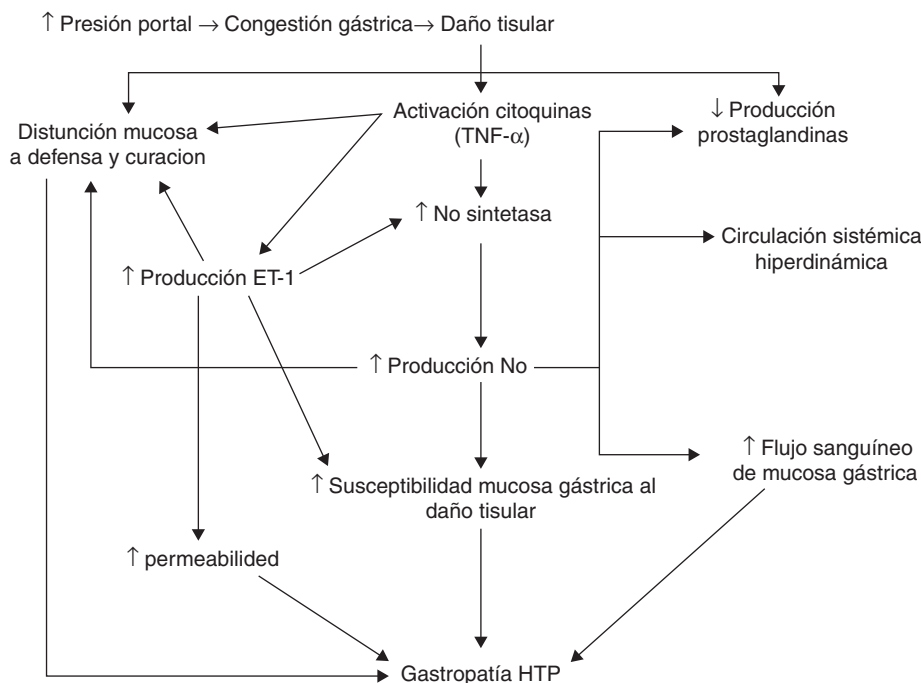 ↑ Presión portal → Congestión gástrica → Daño tisular
Distunción mucosa
a defensa y curacion
Activación citoquinas
(TNF-α)
↓ Producción
prostaglandinas
↑ No sintetasa
Circulación sistémica
hiperdinámica
↑ Producción ET-1
↑ Producción No
↑ Flujo sanguíneo
de mucosa gástrica
↑ Susceptibilidad mucosa gástrica al
daño tisular
↑ permeabilided
Gastropatía HTP